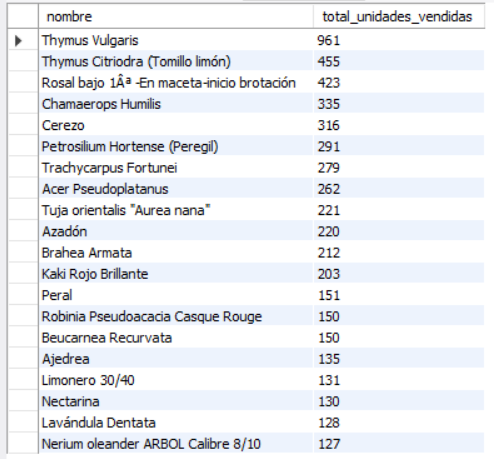 nombre total_unidades_vendidas
Thymus Vulgaris 961
Thymus Citriodra (Tomillo limón) 455
Rosal bajo 1Âª -En maceta-inicio brotación 423
Chamaerops Humilis 335
Cerezo 316
Petrosilium Hortense (Peregil) 291
Trachycarpus Fortunei 279
Acer Pseudoplatanus 262
Tuja orientalis "Aurea nana" 221
Azadón 220
Brahea Armata 212
Kaki Rojo Brillante 203
Peral 151
Robinia Pseudoacacia Casque Rouge 150
Beucarnea Recurvata 150
Ajedrea 135
Limonero 30/40 131
Nectarina 130
Lavándula Dentata 128
Nerium oleander ARBOL Calibre 8/10 127